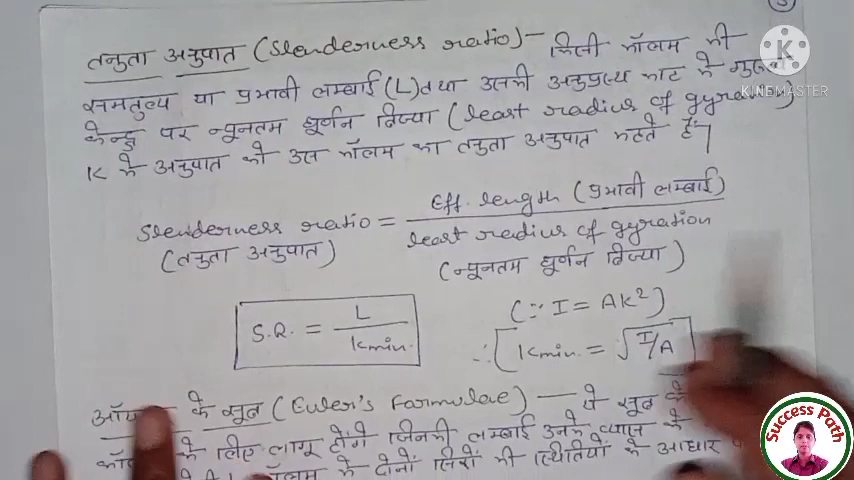 तनुता अनुपात (Slenderness ratio) – किसी कॉलम की
समतुल्य या प्रभावी लम्बाई (L) तथा उसकी अनुप्रस्थ काट के
केन्द्र पर न्यूनतम घूर्णन त्रिज्या (least radius of gyration)
K के अनुपात को उस कॉलम का तनुता अनुपात कहते हैं।
Slenderness ratio = Eff. length (प्रभावी लम्बाई) / least radius of gyration
(तनुता अनुपात) (न्यूनतम घूर्णन त्रिज्या)
S.R. = L / Kmin.
(∵ I = AK²)
∴ [Kmin. = √I/A]
के सूत्र (Euler's Formulae) — ये सूत्र
के लिए लागू होंगे जिनकी लम्बाई उनके व्यास के
कॉलम के दोनों सिरों की स्थितियों के आधार
KINEMASTER
Success Path